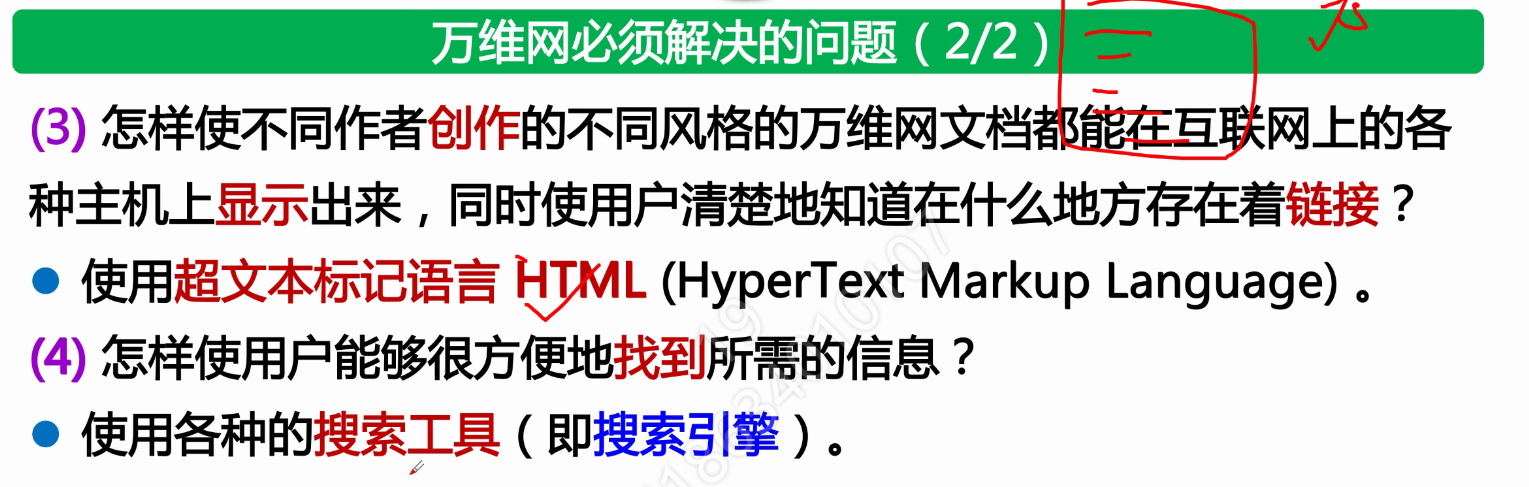 万维网必须解决的问题（2/2）
(3) 怎样使不同作者创作的不同风格的万维网文档都能在互联网上的各
种主机上显示出来，同时使用户清楚地知道在什么地方存在着链接？
● 使用超文本标记语言 HTML (HyperText Markup Language) 。
(4) 怎样使用户能够很方便地找到所需的信息？
● 使用各种的搜索工具（即搜索引擎）。